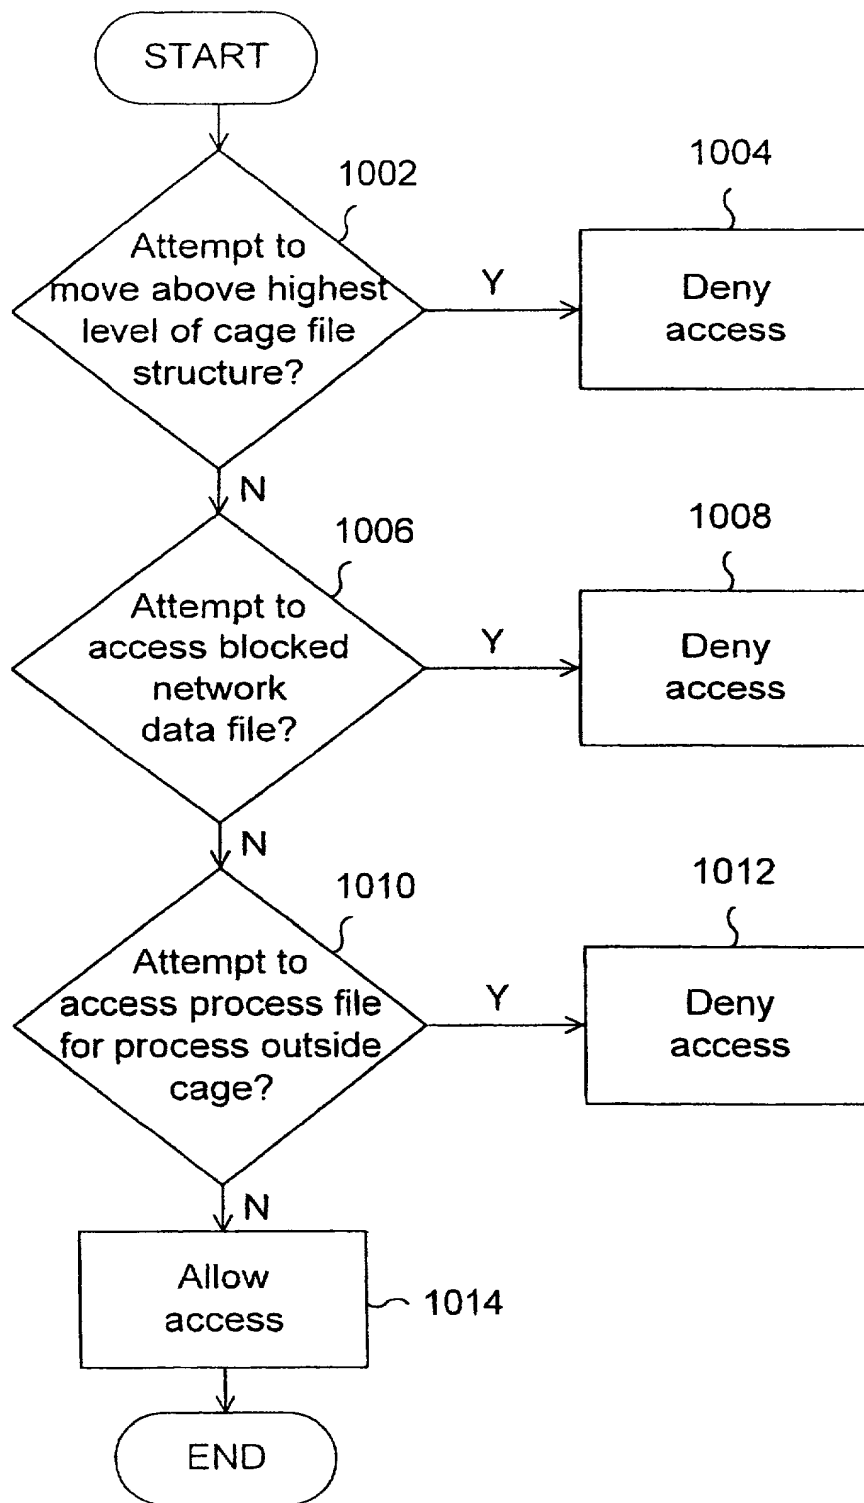 START
1002
Attempt to
move above highest
level of cage file
structure?
Y
1004
Deny
access
N
1006
Attempt to
access blocked
network
data file?
Y
1008
Deny
access
N
1010
Attempt to
access process file
for process outside
cage?
Y
1012
Deny
access
N
Allow
access
1014
END